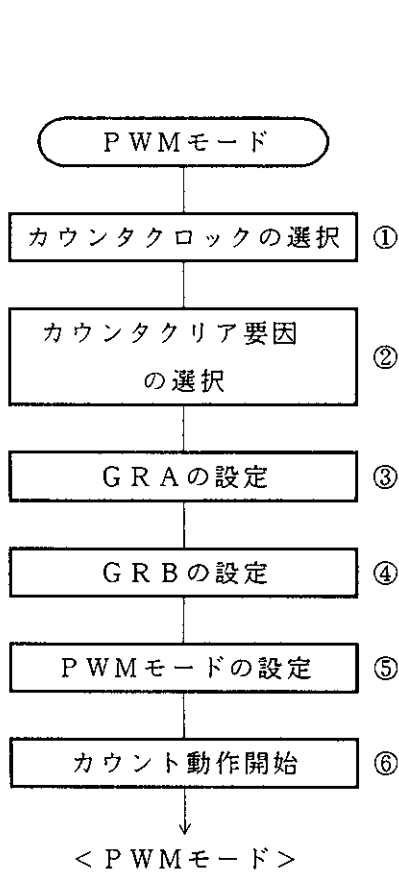 PWMモード
カウンタクロックの選択 ①
カウンタクリア要因
の選択 ②
GRAの設定 ③
GRBの設定 ④
PWMモードの設定 ⑤
カウント動作開始 ⑥
<PWMモード>